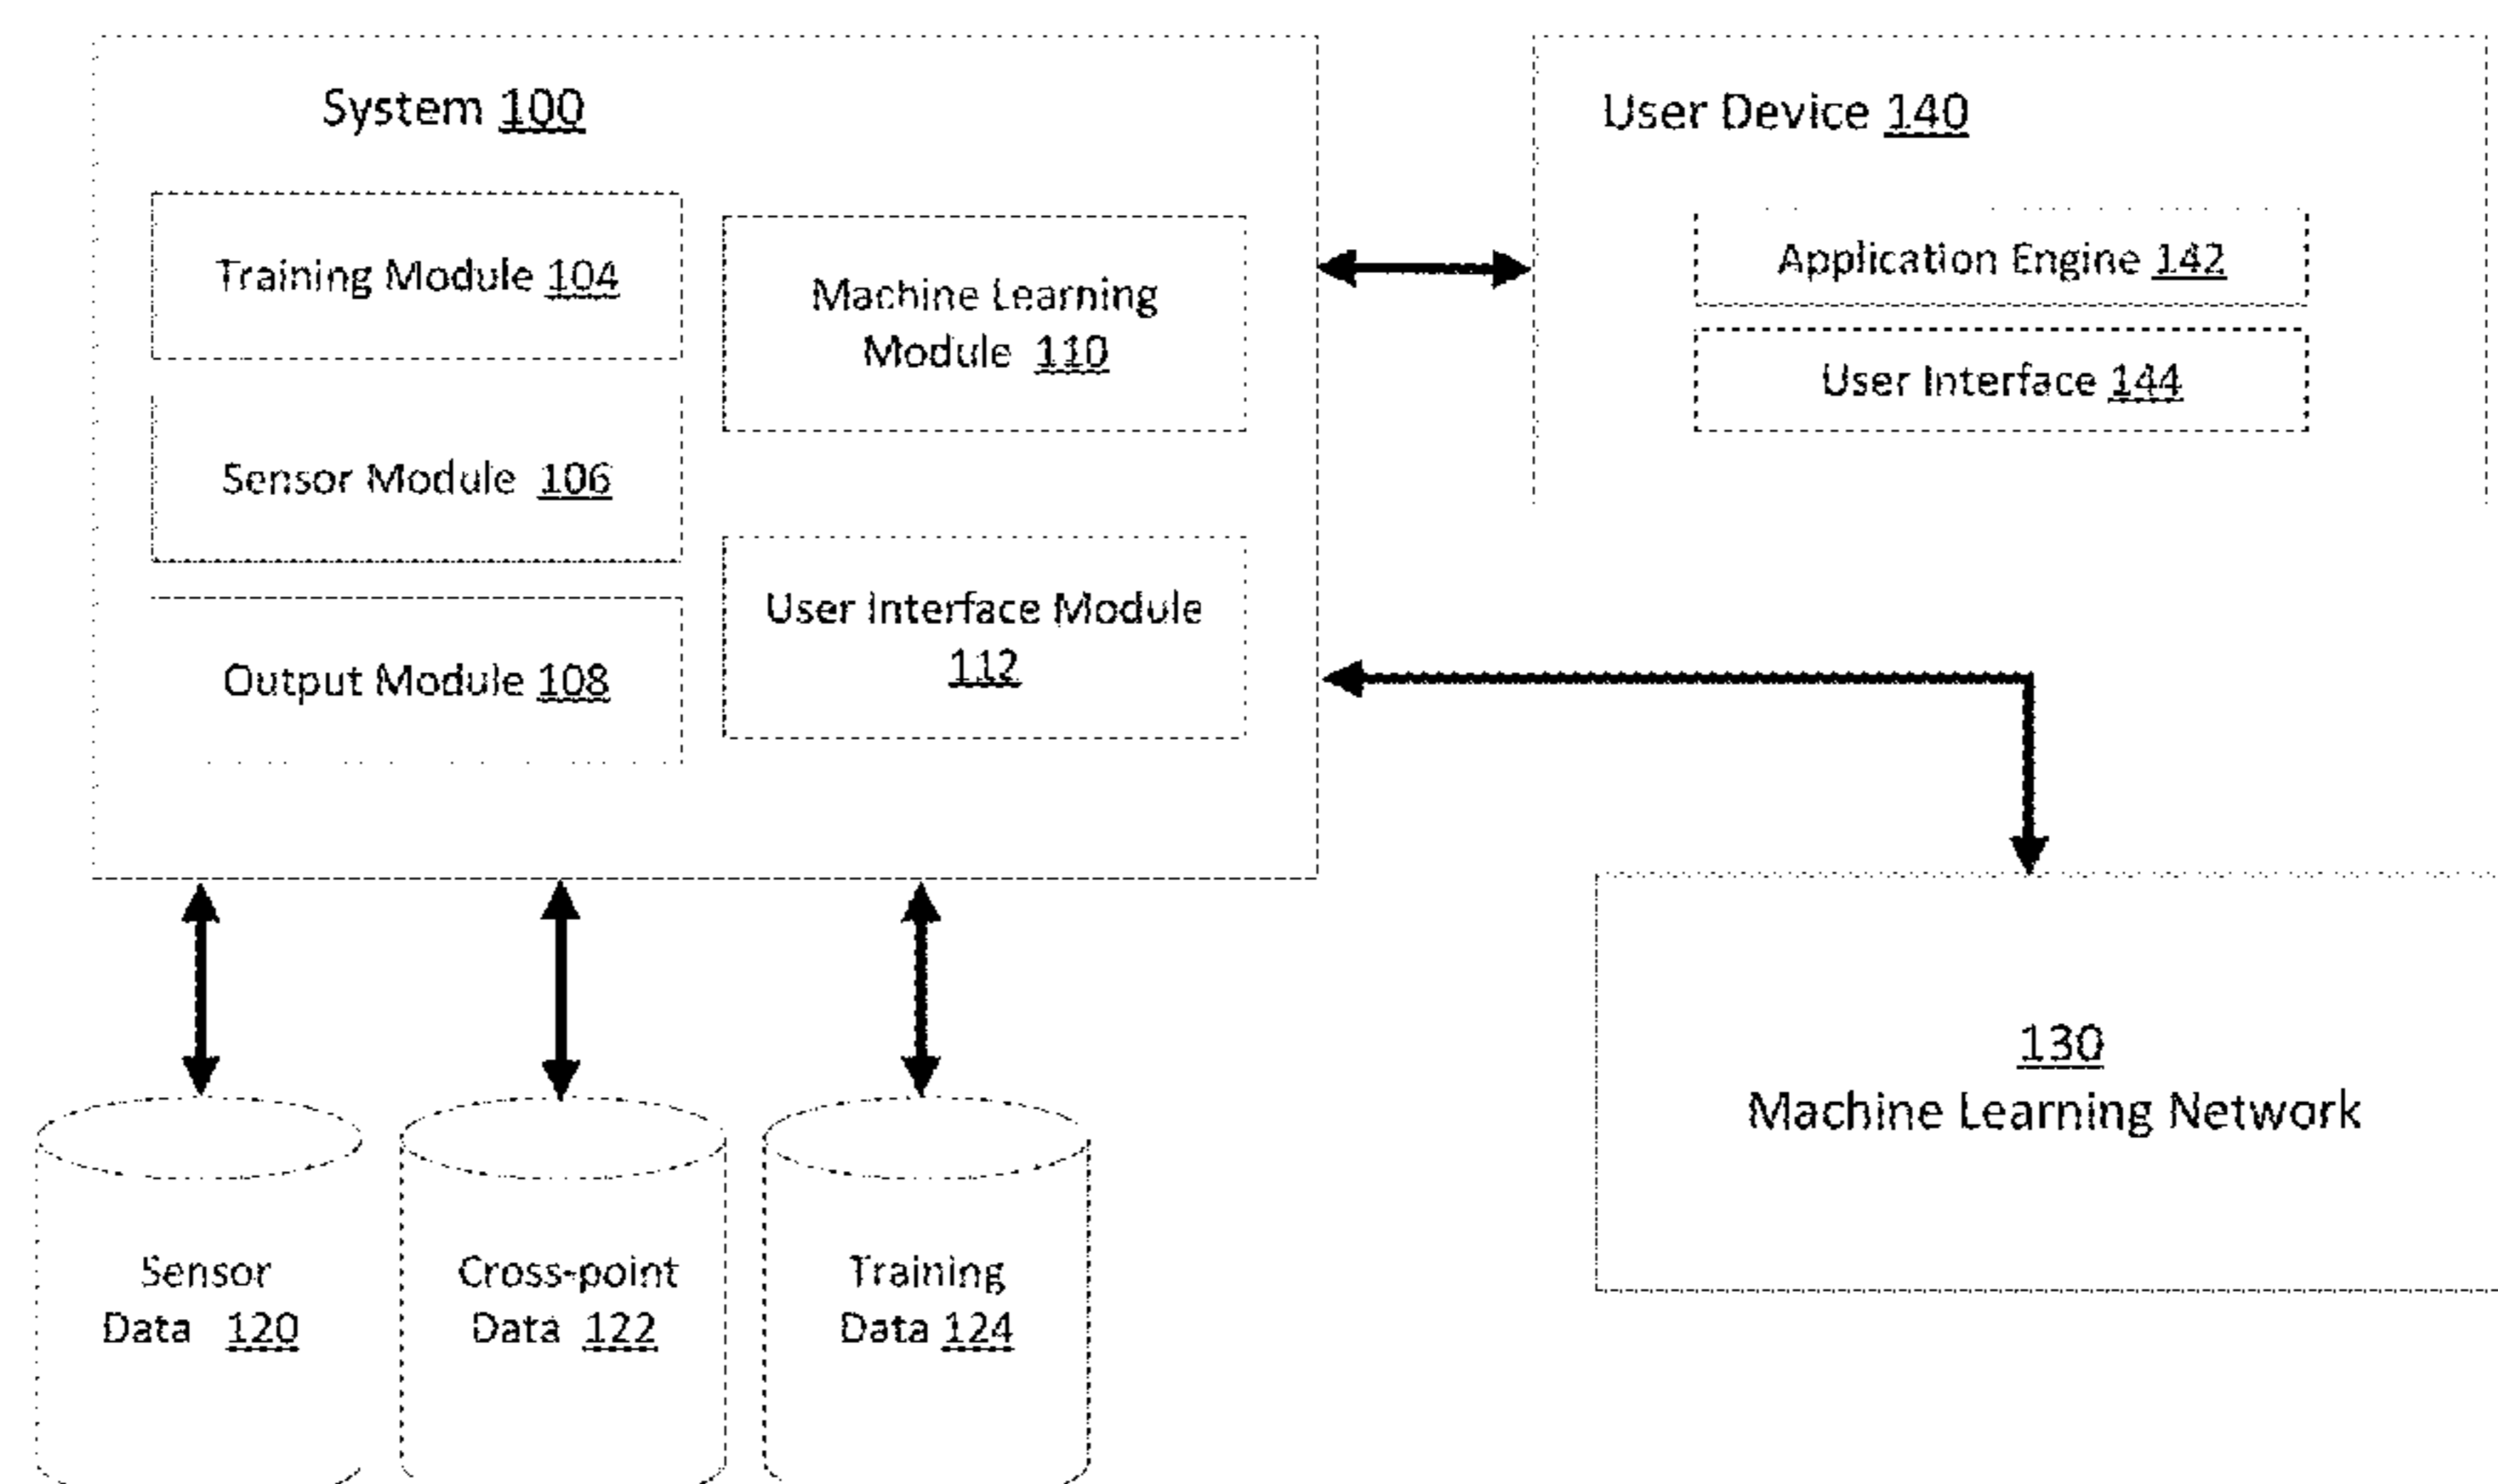 System 100
Training Module 104
Sensor Module 106
Output Module 108
Machine Learning
Module 110
User Interface Module
112
User Device 140
Application Engine 142
User Interface 144
130
Machine Learning Network
Sensor
Data 120
Cross-point
Data 122
Training
Data 124